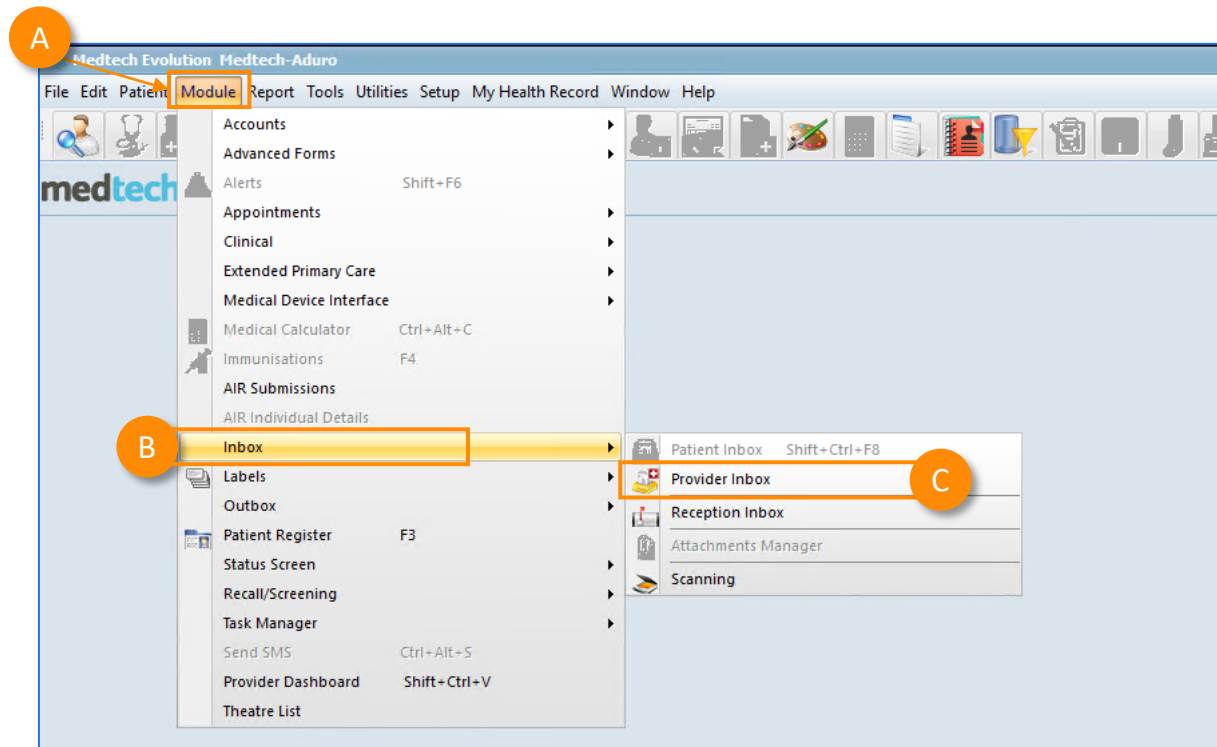 A
Medtech Evolution Medtech-Aduro
File Edit Patient Module Report Tools Utilities Setup My Health Record Window Help
medtech
Accounts
Advanced Forms
Alerts Shift+F6
Appointments
Clinical
Extended Primary Care
Medical Device Interface
Medical Calculator Ctrl+Alt+C
Immunisations F4
AIR Submissions
AIR Individual Details
B Inbox
Labels
Outbox
Patient Register F3
Status Screen
Recall/Screening
Task Manager
Send SMS Ctrl+Alt+S
Provider Dashboard Shift+Ctrl+V
Theatre List
Patient Inbox Shift+Ctrl+F8
Provider Inbox C
Reception Inbox
Attachments Manager
Scanning